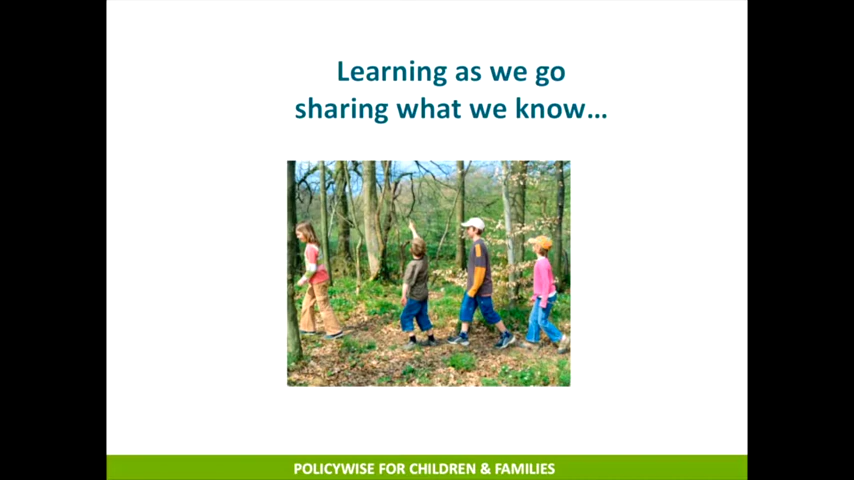 Learning as we go
sharing what we know...
POLICYWISE FOR CHILDREN & FAMILIES